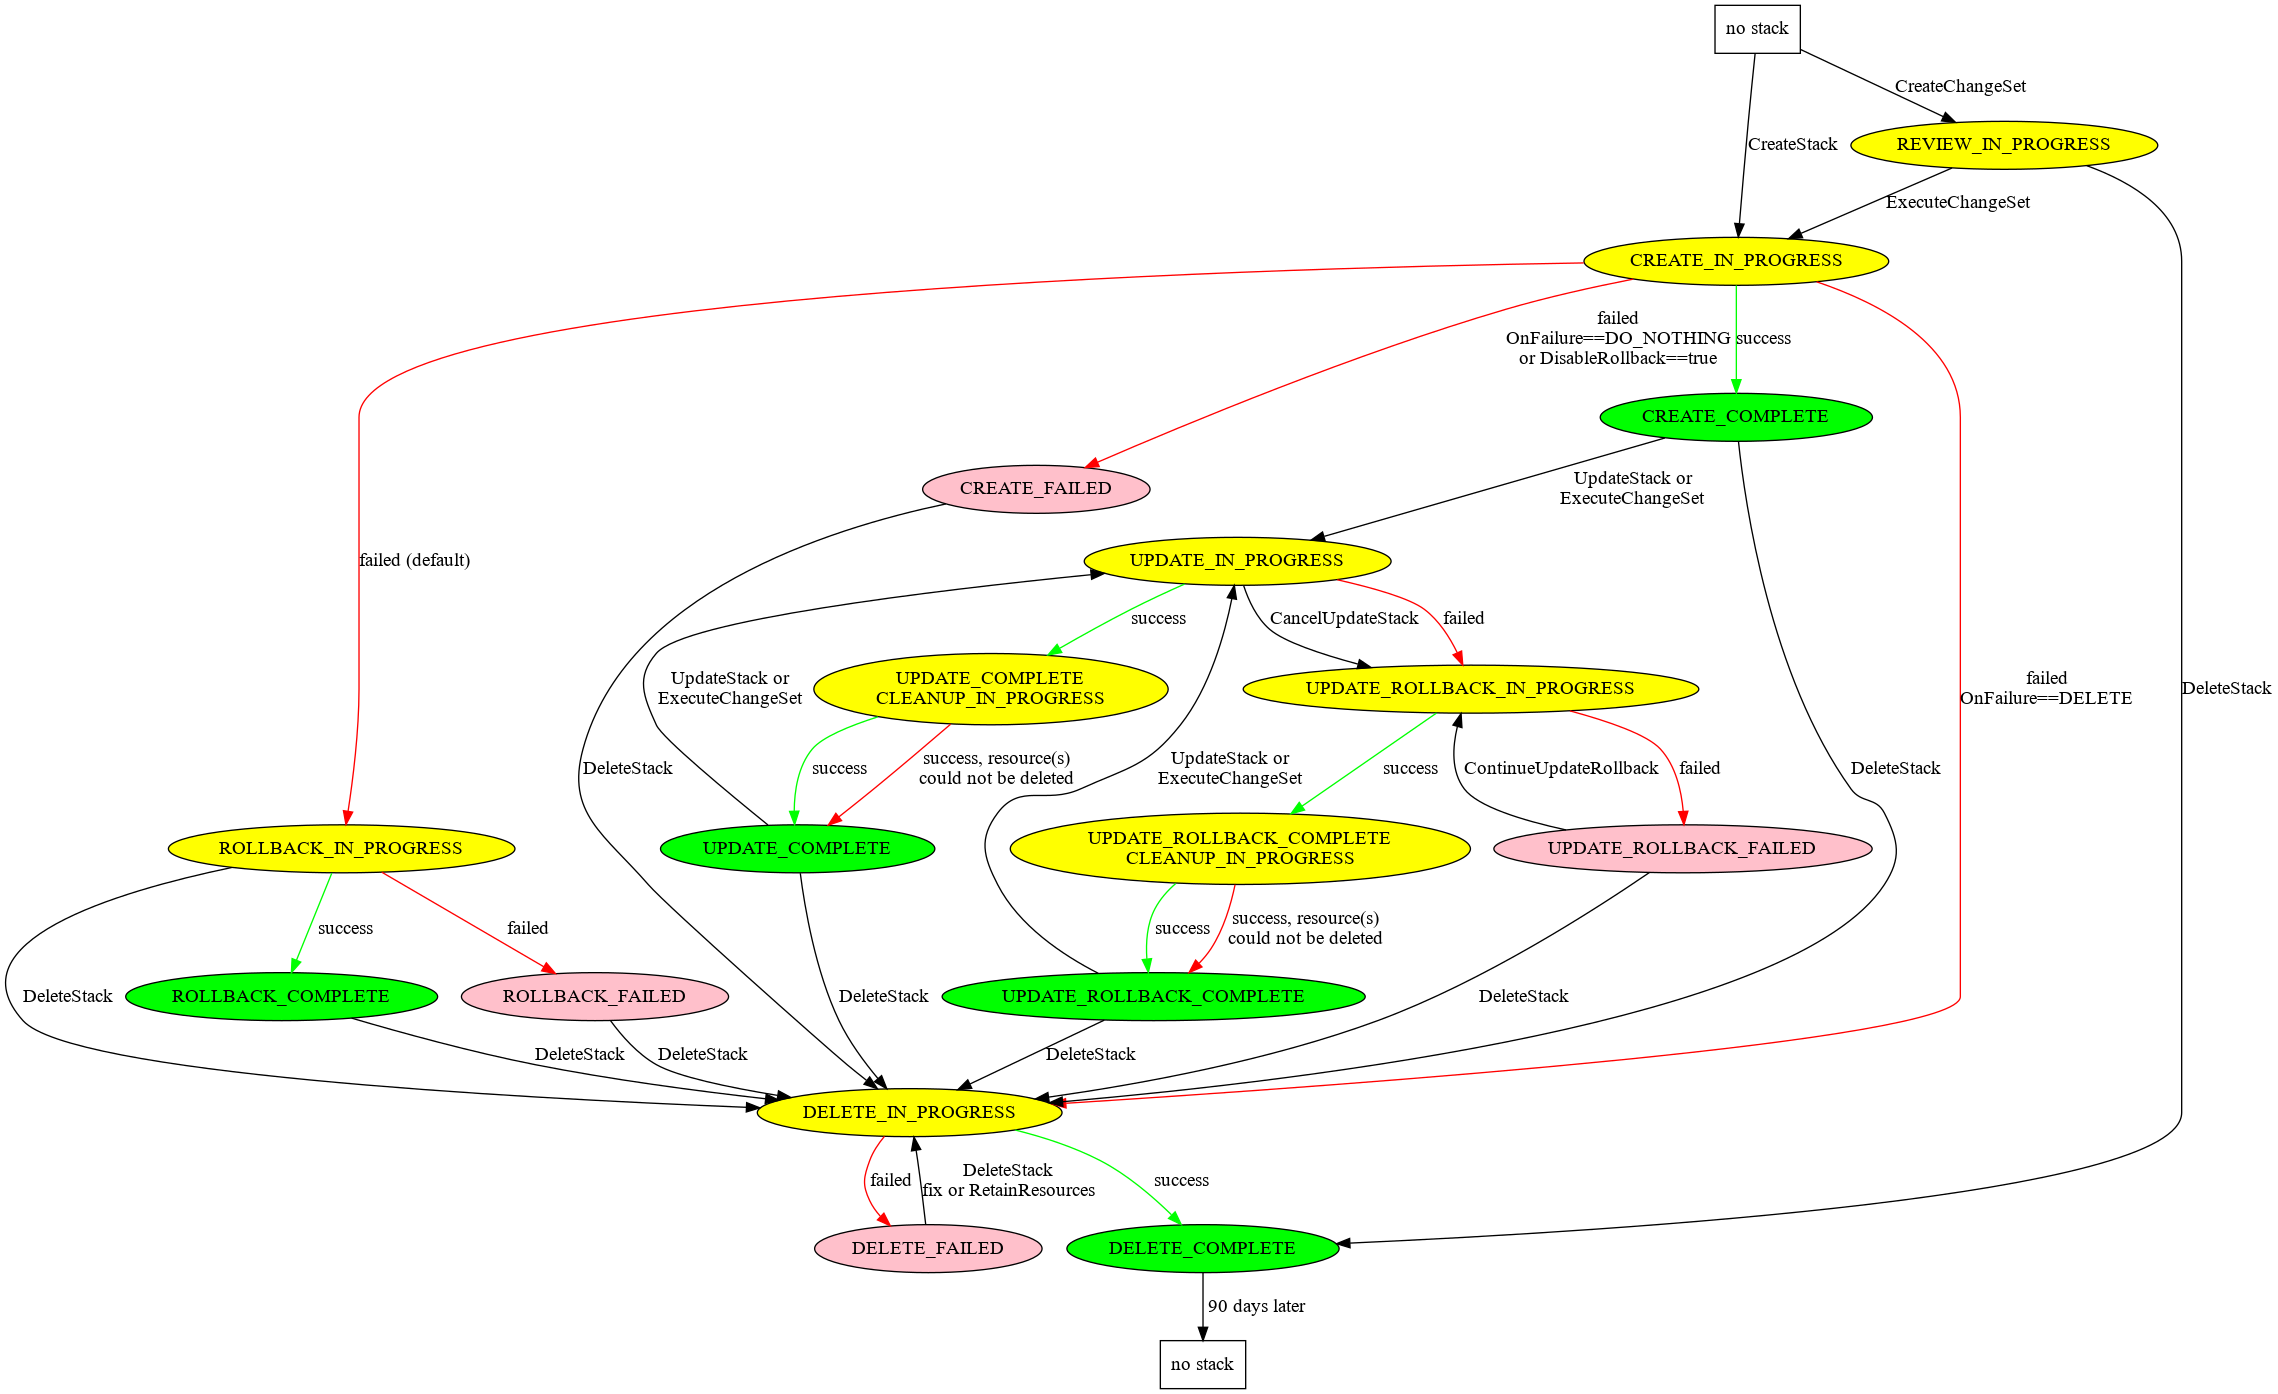 no stack
CreateChangeSet
CreateStack
REVIEW_IN_PROGRESS
ExecuteChangeSet
CREATE_IN_PROGRESS
failed
OnFailure==DO_NOTHING
or DisableRollback==true
success
CREATE_COMPLETE
CREATE_FAILED
UpdateStack or
ExecuteChangeSet
failed (default)
UPDATE_IN_PROGRESS
success
CancelUpdateStack
failed
UpdateStack or
ExecuteChangeSet
UPDATE_COMPLETE
CLEANUP_IN_PROGRESS
UPDATE_ROLLBACK_IN_PROGRESS
failed
OnFailure==DELETE
DeleteStack
DeleteStack
success
success, resource(s)
could not be deleted
UpdateStack or
ExecuteChangeSet
success
ContinueUpdateRollback
failed
DeleteStack
ROLLBACK_IN_PROGRESS
UPDATE_COMPLETE
UPDATE_ROLLBACK_COMPLETE
CLEANUP_IN_PROGRESS
UPDATE_ROLLBACK_FAILED
success
failed
success
success, resource(s)
could not be deleted
DeleteStack
ROLLBACK_COMPLETE
ROLLBACK_FAILED
DeleteStack
UPDATE_ROLLBACK_COMPLETE
DeleteStack
DeleteStack
DeleteStack
DeleteStack
DELETE_IN_PROGRESS
failed
DeleteStack
fix or RetainResources
success
DELETE_FAILED
DELETE_COMPLETE
90 days later
no stack